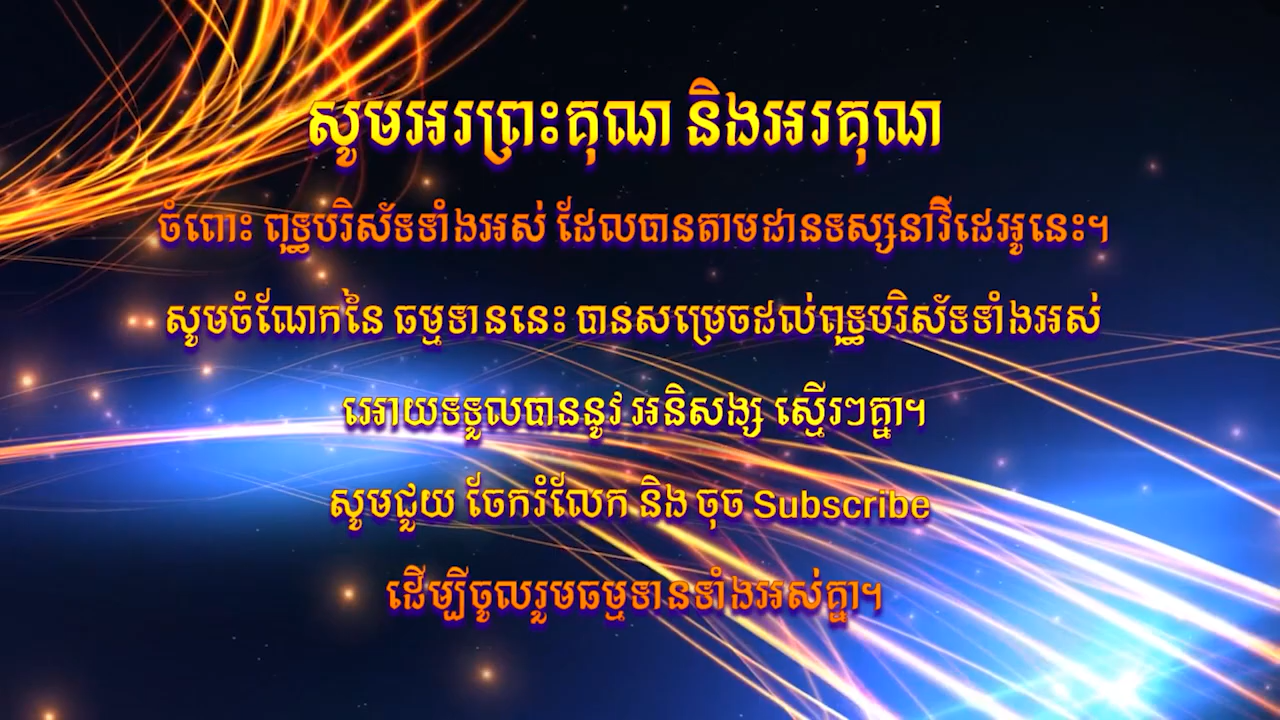 សូមអរព្រះគុណ និងអរគុណ
ចំពោះ ពុទ្ធបរិស័ទទាំងអស់ ដែលបានតាមដានទស្សនាវីដេអូនេះ។
សូមចំណែកនៃ ធម្មទាននេះ បានសម្រេចដល់ពុទ្ធបរិស័ទទាំងអស់
អោយទទួលបាននូវ អនិសង្ស ស្មើរៗគ្នា។
សូមជួយ ចែករំលែក និង ចុច Subscribe
ដើម្បីចូលរួមធម្មទានទាំងអស់គ្នា។